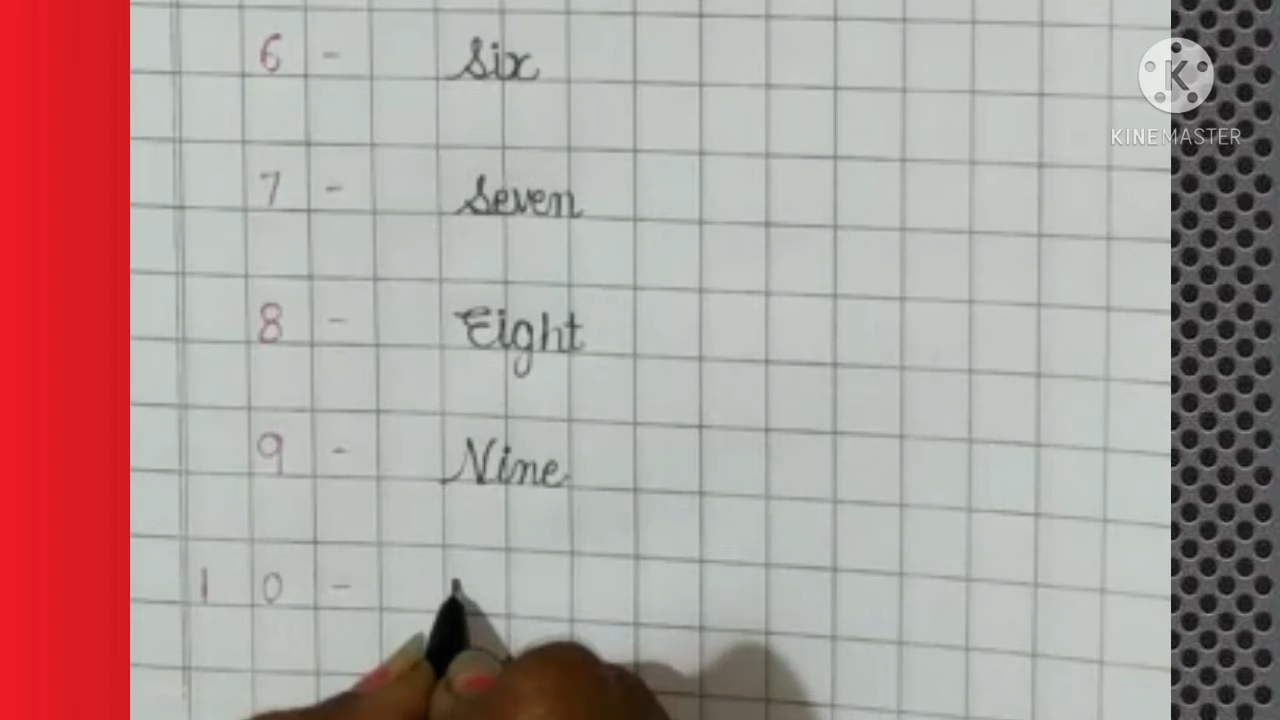 6 - Six
KINEMASTER
7 - Seven
8 - Eight
9 - Nine
10 -